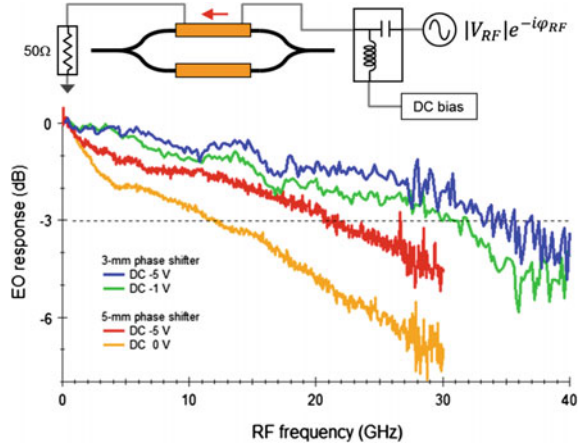 50Ω
|V_RF|e^{-iφ_RF}
DC bias
EO response (dB)
0
-3
-6
3-mm phase shifter
DC -5 V
DC -1 V
5-mm phase shifter
DC -5 V
DC 0 V
0 10 20 30 40
RF frequency (GHz)